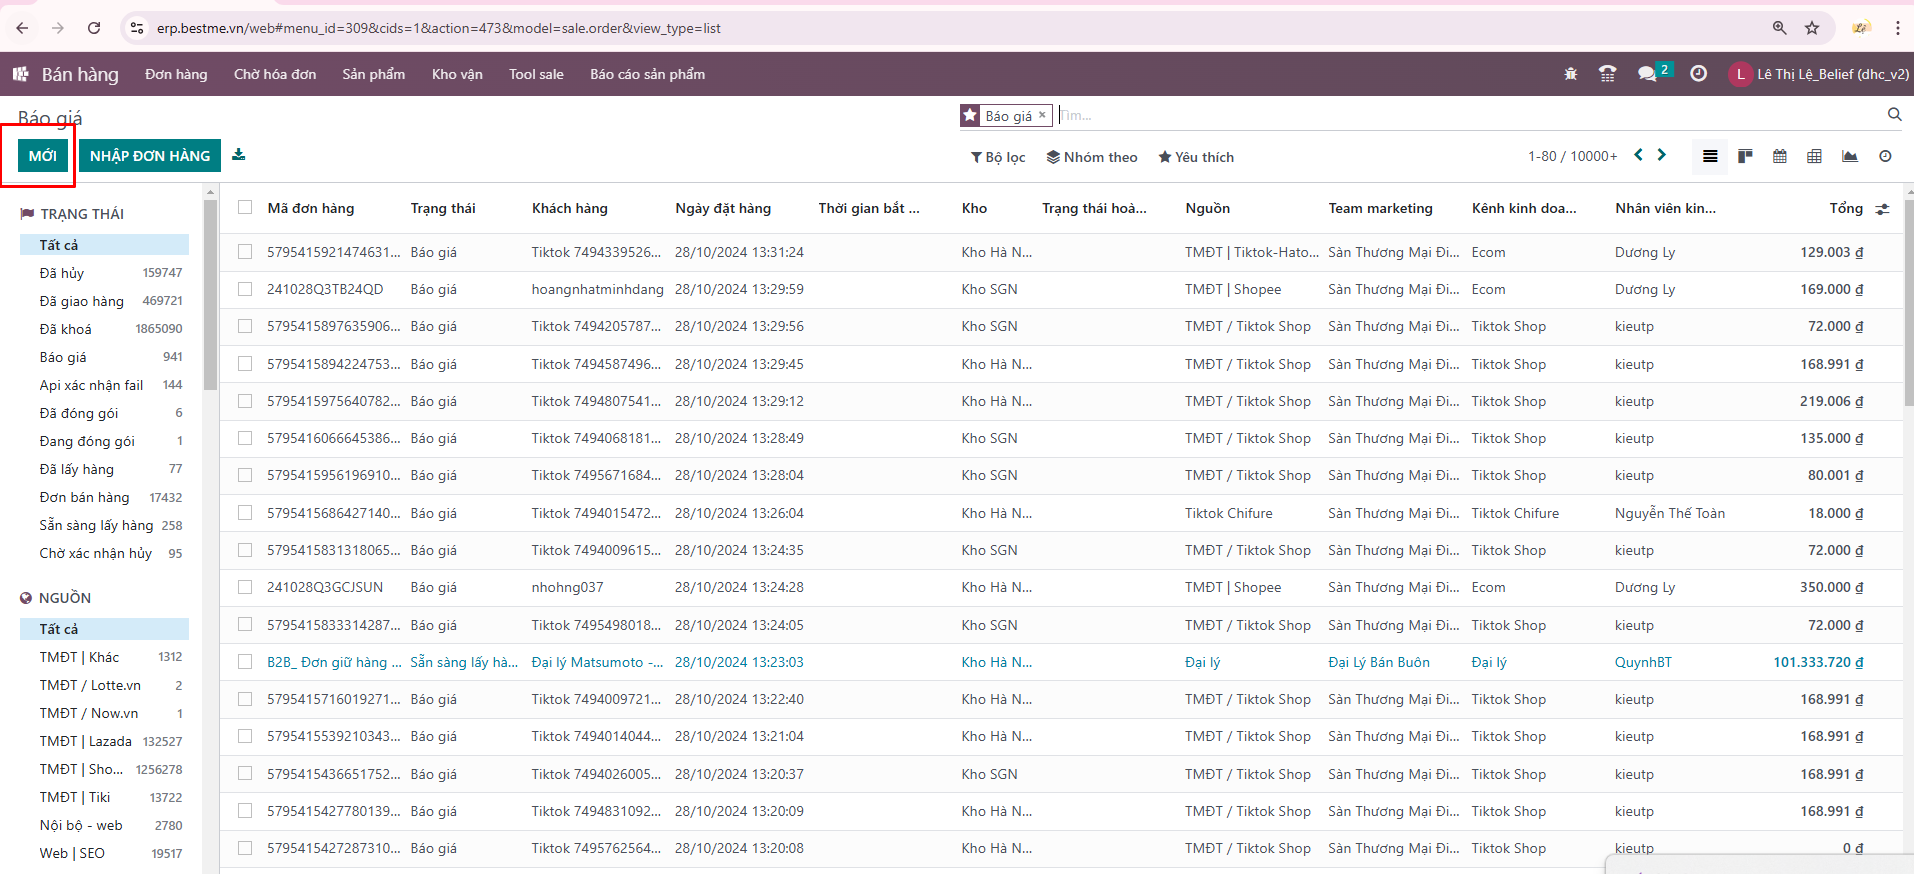 erp.bestme.vn/web#menu_id=309&cids=1&action=473&model=sale.order&view_type=list
Bán hàng Đơn hàng Chờ hóa đơn Sản phẩm Kho vận Tool sale Báo cáo sản phẩm 2 L Lê Thị Lệ_Belief (dhc_v2)
Báo giá
Báo giá × Tìm...
MỚI NHẬP ĐƠN HÀNG
Bộ lọc Nhóm theo Yêu thích 1-80 / 10000+
TRẠNG THÁI
Tất cả
Đã hủy 159747
Đã giao hàng 469721
Đã khoá 1865090
Báo giá 941
Api xác nhận fail 144
Đã đóng gói 6
Đang đóng gói 1
Đã lấy hàng 77
Đơn bán hàng 17432
Sẵn sàng lấy hàng 258
Chờ xác nhận hủy 95
NGUỒN
Tất cả
TMĐT | Khác 1312
TMĐT / Lotte.vn 2
TMĐT / Now.vn 1
TMĐT | Lazada 132527
TMĐT | Sho... 1256278
TMĐT | Tiki 13722
Nội bộ - web 2780
Web | SEO 19517
Mã đơn hàng Trạng thái Khách hàng Ngày đặt hàng Thời gian bắt ... Kho Trạng thái hoà... Nguồn Team marketing Kênh kinh doa... Nhân viên kin... Tổng
5795415921474631... Báo giá Tiktok 7494339526... 28/10/2024 13:31:24 Kho Hà N... TMĐT | Tiktok-Hato... Sàn Thương Mại Đi... Ecom Dương Ly 129.003 ₫
241028Q3TB24QD Báo giá hoangnhatminhdang 28/10/2024 13:29:59 Kho SGN TMĐT | Shopee Sàn Thương Mại Đi... Ecom Dương Ly 169.000 ₫
5795415897635906... Báo giá Tiktok 7494205787... 28/10/2024 13:29:56 Kho SGN TMĐT / Tiktok Shop Sàn Thương Mại Đi... Tiktok Shop kieutp 72.000 ₫
5795415894224753... Báo giá Tiktok 7494587496... 28/10/2024 13:29:45 Kho Hà N... TMĐT / Tiktok Shop Sàn Thương Mại Đi... Tiktok Shop kieutp 168.991 ₫
5795415975640782... Báo giá Tiktok 7494807541... 28/10/2024 13:29:12 Kho Hà N... TMĐT / Tiktok Shop Sàn Thương Mại Đi... Tiktok Shop kieutp 219.006 ₫
5795416066645386... Báo giá Tiktok 7494068181... 28/10/2024 13:28:49 Kho SGN TMĐT / Tiktok Shop Sàn Thương Mại Đi... Tiktok Shop kieutp 135.000 ₫
5795415956196910... Báo giá Tiktok 7495671684... 28/10/2024 13:28:04 Kho SGN TMĐT / Tiktok Shop Sàn Thương Mại Đi... Tiktok Shop kieutp 80.001 ₫
5795415686427140... Báo giá Tiktok 7494015472... 28/10/2024 13:26:04 Kho Hà N... Tiktok Chifure Sàn Thương Mại Đi... Tiktok Chifure Nguyễn Thế Toàn 18.000 ₫
5795415831318065... Báo giá Tiktok 7494009615... 28/10/2024 13:24:35 Kho SGN TMĐT / Tiktok Shop Sàn Thương Mại Đi... Tiktok Shop kieutp 72.000 ₫
241028Q3GCJSUN Báo giá nhohng037 28/10/2024 13:24:28 Kho SGN TMĐT | Shopee Sàn Thương Mại Đi... Ecom Dương Ly 350.000 ₫
5795415833314287... Báo giá Tiktok 7495498018... 28/10/2024 13:24:05 Kho SGN TMĐT / Tiktok Shop Sàn Thương Mại Đi... Tiktok Shop kieutp 72.000 ₫
B2B_ Đơn giữ hàng ... Sẵn sàng lấy hà... Đại lý Matsumoto -... 28/10/2024 13:23:03 Kho Hà N... Đại lý Đại Lý Bán Buôn Đại lý QuynhBT 101.333.720 ₫
5795415716019271... Báo giá Tiktok 7494009721... 28/10/2024 13:22:40 Kho Hà N... TMĐT / Tiktok Shop Sàn Thương Mại Đi... Tiktok Shop kieutp 168.991 ₫
5795415539210343... Báo giá Tiktok 7494014044... 28/10/2024 13:21:04 Kho Hà N... TMĐT / Tiktok Shop Sàn Thương Mại Đi... Tiktok Shop kieutp 168.991 ₫
5795415436651752... Báo giá Tiktok 7494026005... 28/10/2024 13:20:37 Kho SGN TMĐT / Tiktok Shop Sàn Thương Mại Đi... Tiktok Shop kieutp 168.991 ₫
5795415427780139... Báo giá Tiktok 7494831092... 28/10/2024 13:20:09 Kho Hà N... TMĐT / Tiktok Shop Sàn Thương Mại Đi... Tiktok Shop kieutp 168.991 ₫
5795415427287310... Báo giá Tiktok 7495762564... 28/10/2024 13:20:08 Kho Hà N... TMĐT / Tiktok Shop Sàn Thương Mại Đi... Tiktok Shop kieutp 0 ₫